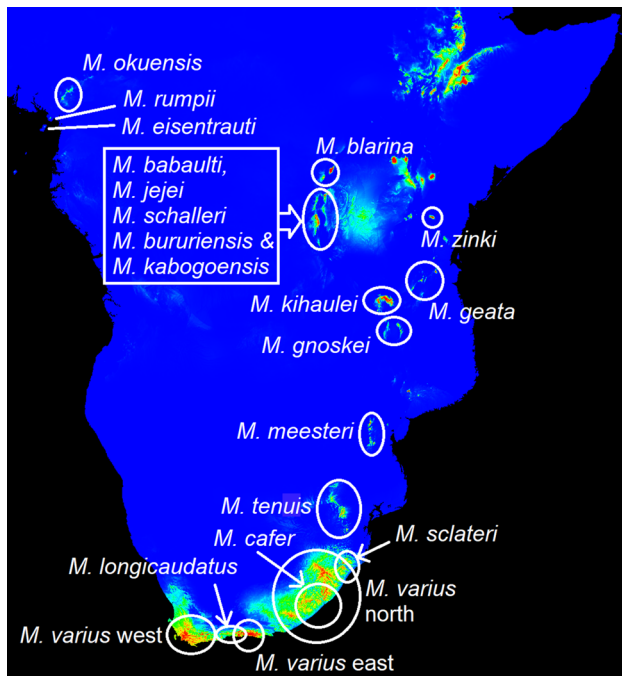 M. okuensis
M. rumpii
M. eisentrauti
M. blarina
M. babaulti,
M. jejei
M. schalleri
M. bururiensis &
M. kabogoensis
M. zinki
M. kihaulei
M. geata
M. gnoskei
M. meesteri
M. tenuis
M. cafer
M. sclateri
M. longicaudatus
M. varius
north
M. varius west
M. varius east